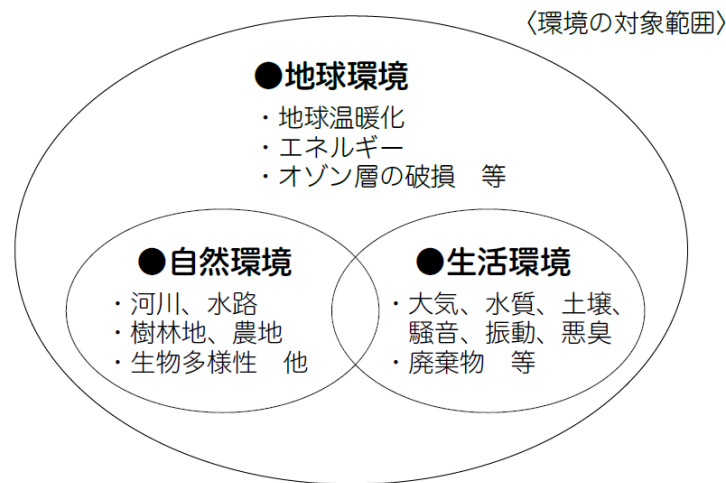 〈環境の対象範囲〉
●地球環境
・地球温暖化
・エネルギー
・オゾン層の破損　等
●自然環境
・河川、水路
・樹林地、農地
・生物多様性　他
●生活環境
・大気、水質、土壌、
騒音、振動、悪臭
・廃棄物　等